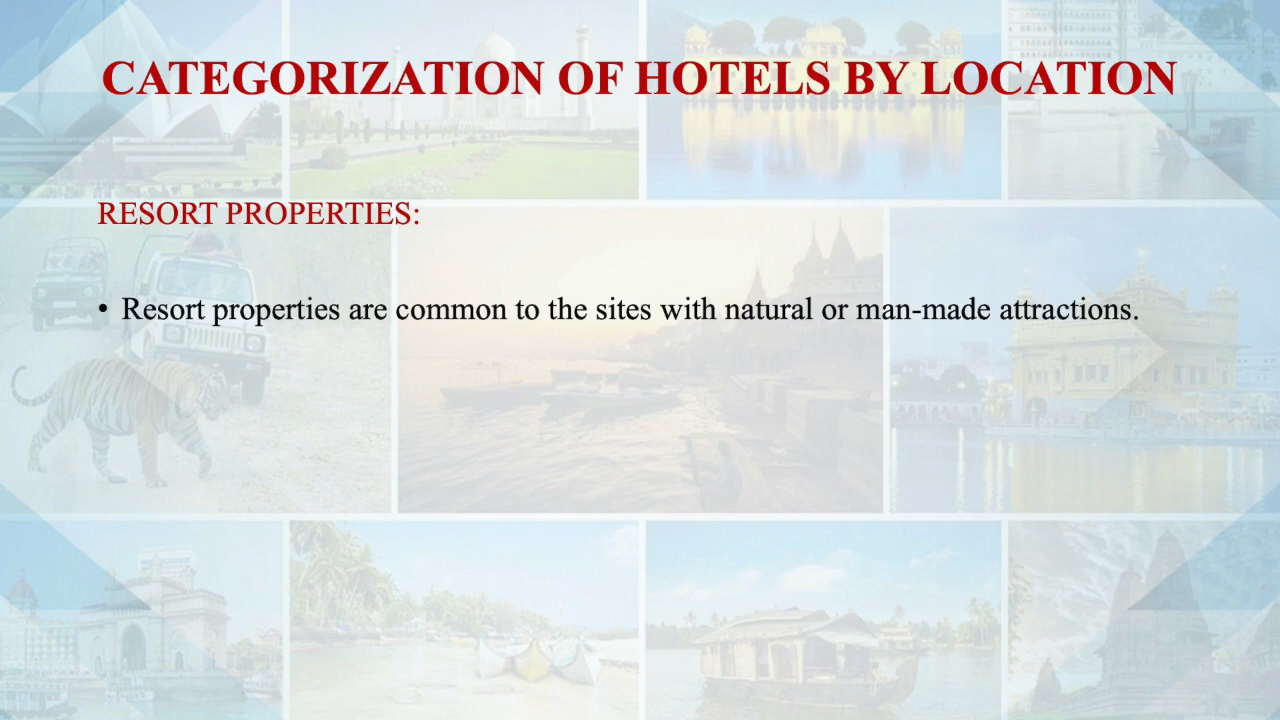 CATEGORIZATION OF HOTELS BY LOCATION
RESORT PROPERTIES:
• Resort properties are common to the sites with natural or man-made attractions.